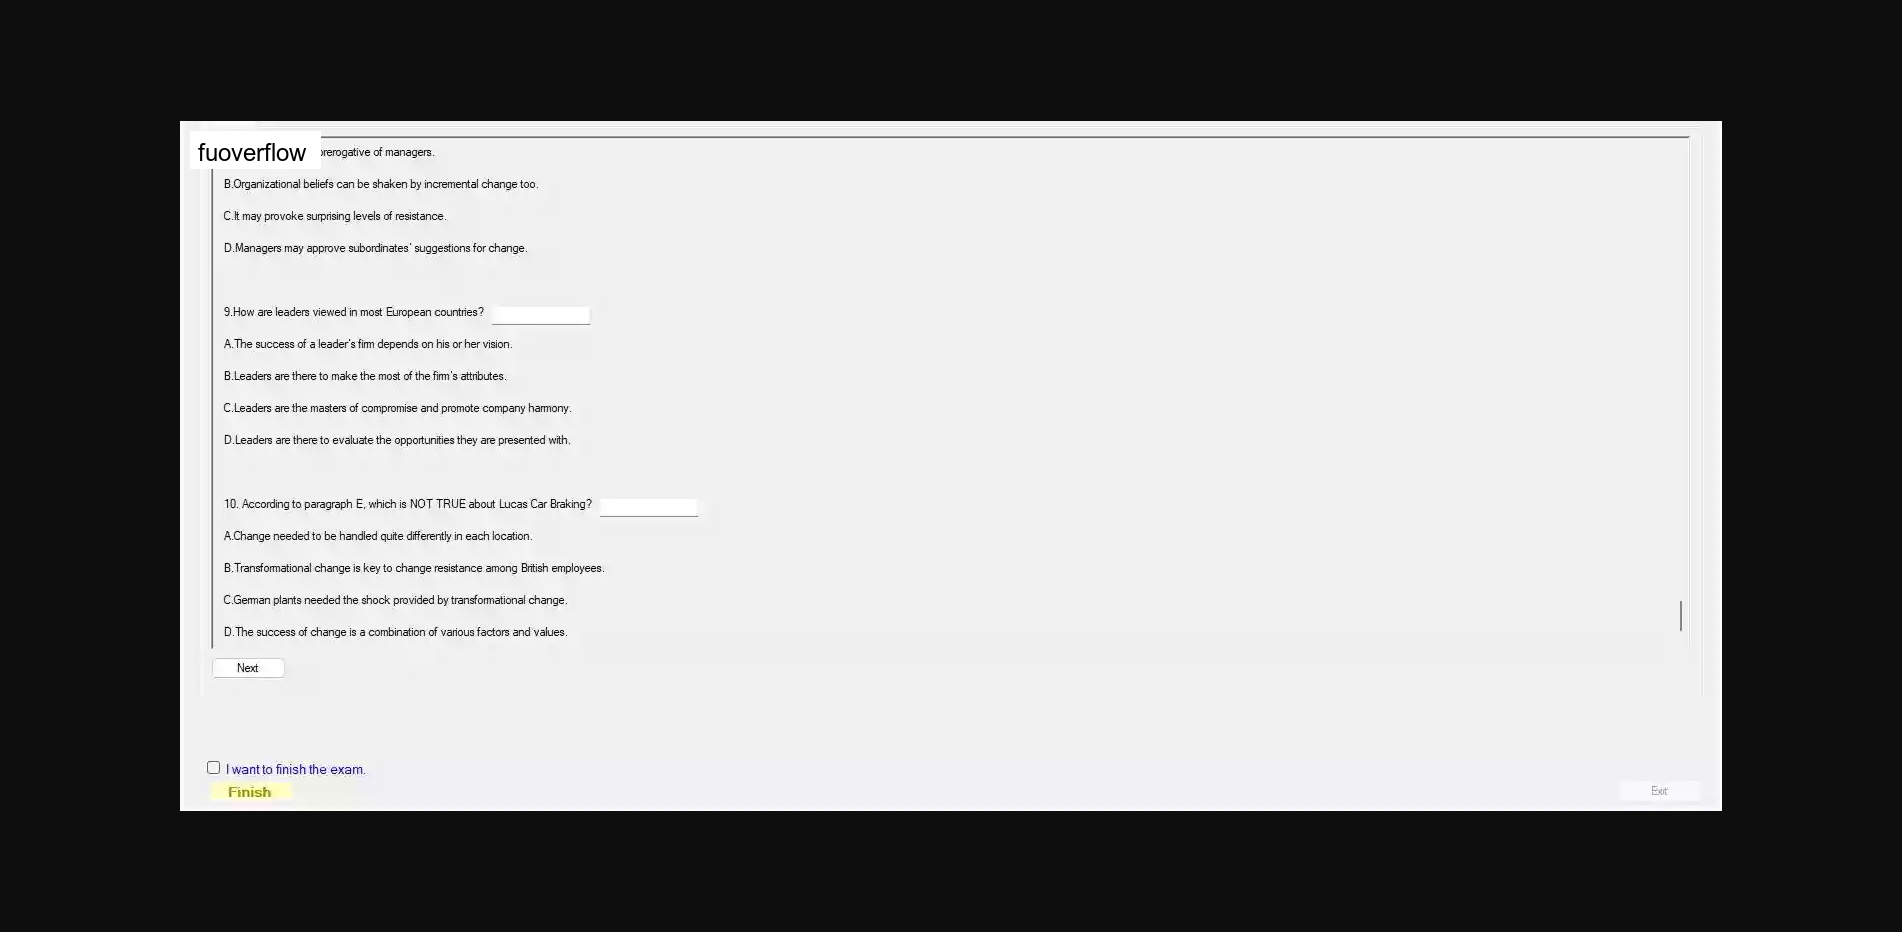 fuoverflow
prerogative of managers.
B.Organizational beliefs can be shaken by incremental change too.
C.It may provoke surprising levels of resistance.
D.Managers may approve subordinates' suggestions for change.
9.How are leaders viewed in most European countries?
A.The success of a leader's firm depends on his or her vision.
B.Leaders are there to make the most of the firm's attributes.
C.Leaders are the masters of compromise and promote company harmony.
D.Leaders are there to evaluate the opportunities they are presented with.
10. According to paragraph E, which is NOT TRUE about Lucas Car Braking?
A.Change needed to be handled quite differently in each location.
B.Transformational change is key to change resistance among British employees.
C.German plants needed the shock provided by transformational change.
D.The success of change is a combination of various factors and values.
Next
I want to finish the exam.
Finish
Exit